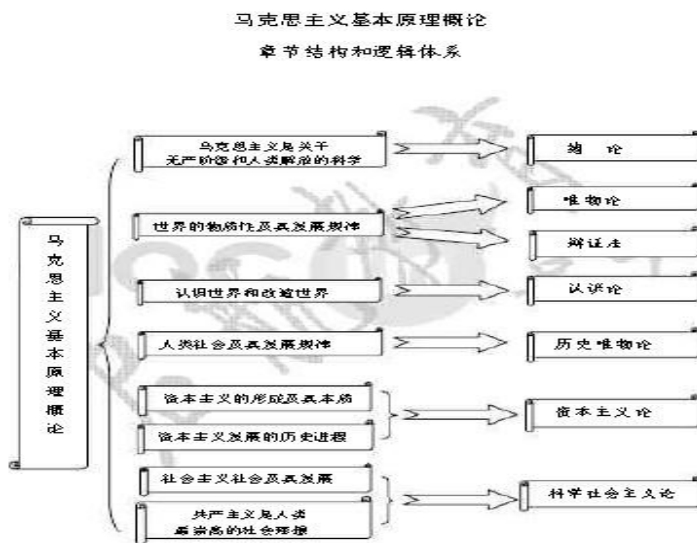 马克思主义基本原理概论
章节结构和逻辑体系
马克思主义基本原理概论
马克思主义是关于
无产阶级和人类解放的科学
绪 论
世界的物质性及其发展规律
唯物论
辩证法
认识世界和改造世界
认识论
人类社会及其发展规律
历史唯物论
资本主义的形成及其本质
资本主义发展的历史进程
资本主义论
社会主义社会及其发展
共产主义是人类
最崇高的社会理想
科学社会主义论